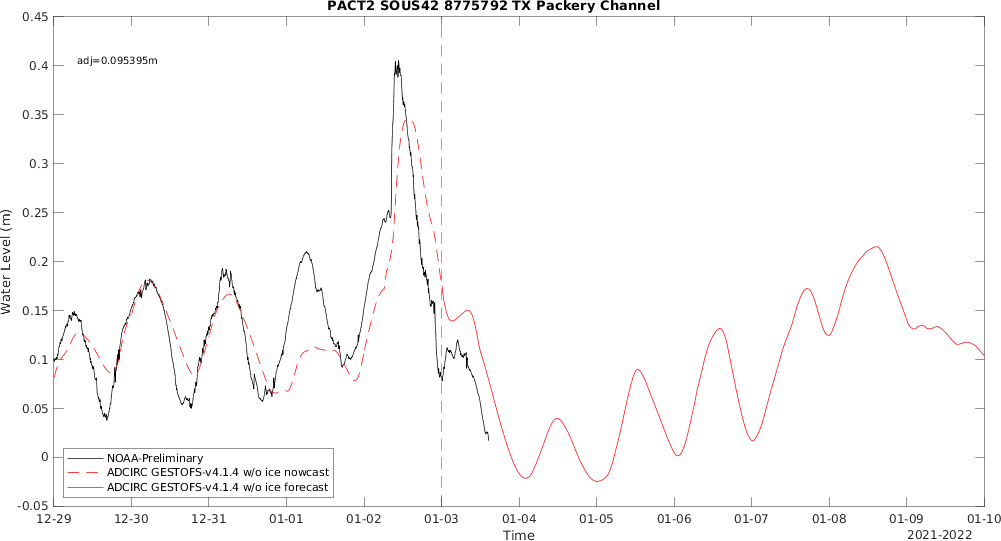 PACT2 SOUS42 8775792 TX Packery Channel
0.45
adj=0.095395m
0.4
0.35
0.3
0.25
0.2
0.15
0.1
0.05
0
-0.05
Water Level (m)
NOAA-Preliminary
ADCIRC GESTOFS-v4.1.4 w/o ice nowcast
ADCIRC GESTOFS-v4.1.4 w/o ice forecast
12-29 12-30 12-31 01-01 01-02 01-03 01-04 01-05 01-06 01-07 01-08 01-09 01-10
Time
2021-2022